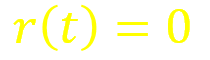 r(t) = 0